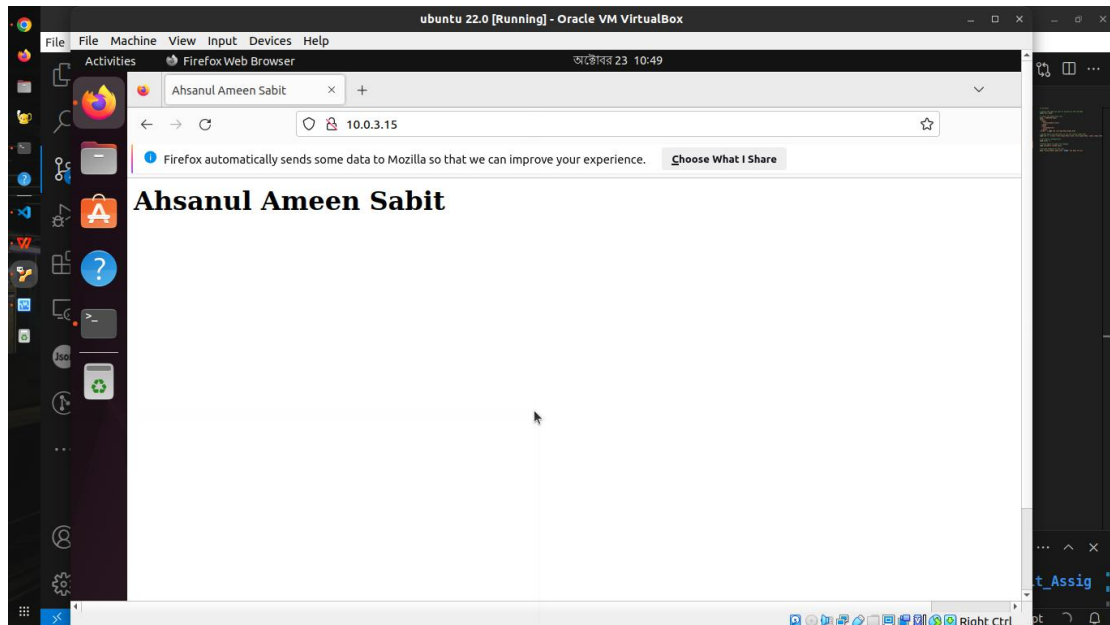 ubuntu 22.0 [Running] - Oracle VM VirtualBox
File
File Machine View Input Devices Help
Activities Firefox Web Browser অক্টোবর 23 10:49
Ahsanul Ameen Sabit
10.0.3.15
Firefox automatically sends some data to Mozilla so that we can improve your experience. Choose What I Share
Ahsanul Ameen Sabit
t_Assig
Right Ctrl